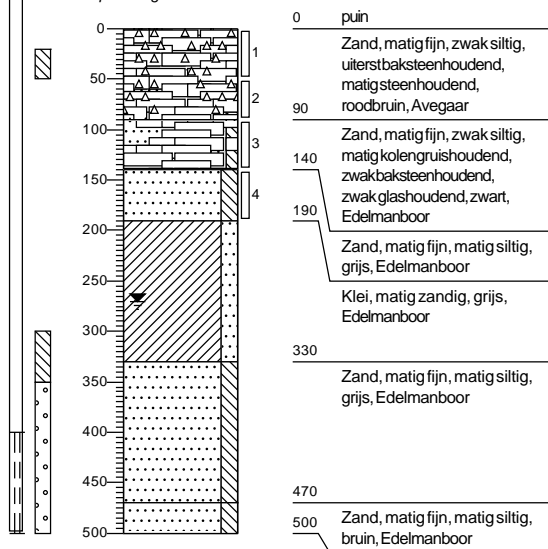 0
50
100
150
200
250
300
350
400
450
500
1
2
3
4
0 puin
Zand, matig fijn, zwak siltig,
uiterst baksteenhoudend,
matig steenhoudend,
roodbruin, Avegaar
90
Zand, matig fijn, zwak siltig,
matig kolengruishoudend,
140
zwak baksteenhoudend,
zwak glashoudend, zwart,
190
Edelmanboor
Zand, matig fijn, matig siltig,
grijs, Edelmanboor
Klei, matig zandig, grijs,
Edelmanboor
330
Zand, matig fijn, matig siltig,
grijs, Edelmanboor
470
Zand, matig fijn, matig siltig,
500
bruin, Edelmanboor